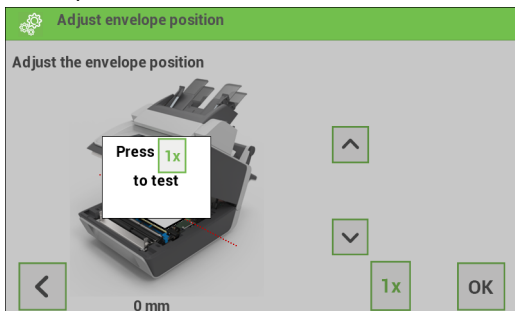 Adjust envelope position
Adjust the envelope position
Press 1x
to test
1x
OK
0 mm